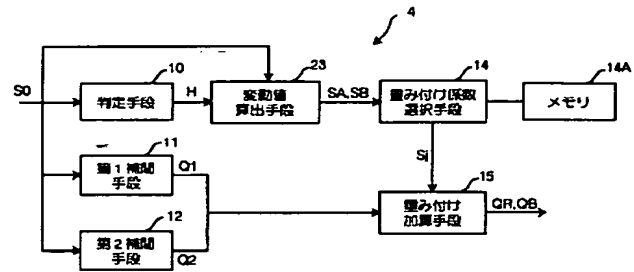 4
23
14
14A
10
S0
判定手段
H
変動値
算出手段
SA,SB
重み付け係数
選択手段
メモリ
11
第1補間
手段
Q1
Si
15
重み付け
加算手段
QR,QB
12
第2補間
手段
Q2